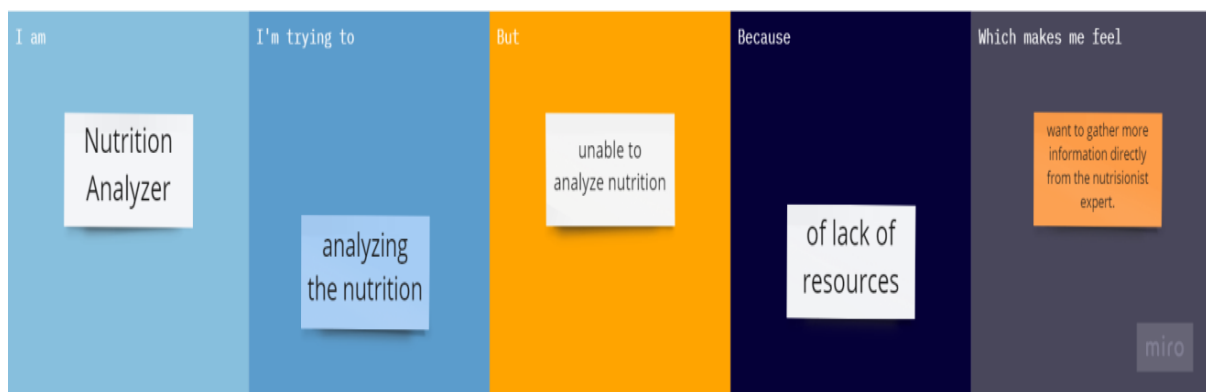 I am
Nutrition
Analyzer
I'm trying to
analyzing
the nutrition
But
unable to
analyze nutrition
Because
of lack of
resources
Which makes me feel
want to gather more
information directly
from the nutrisionist
expert.
miro